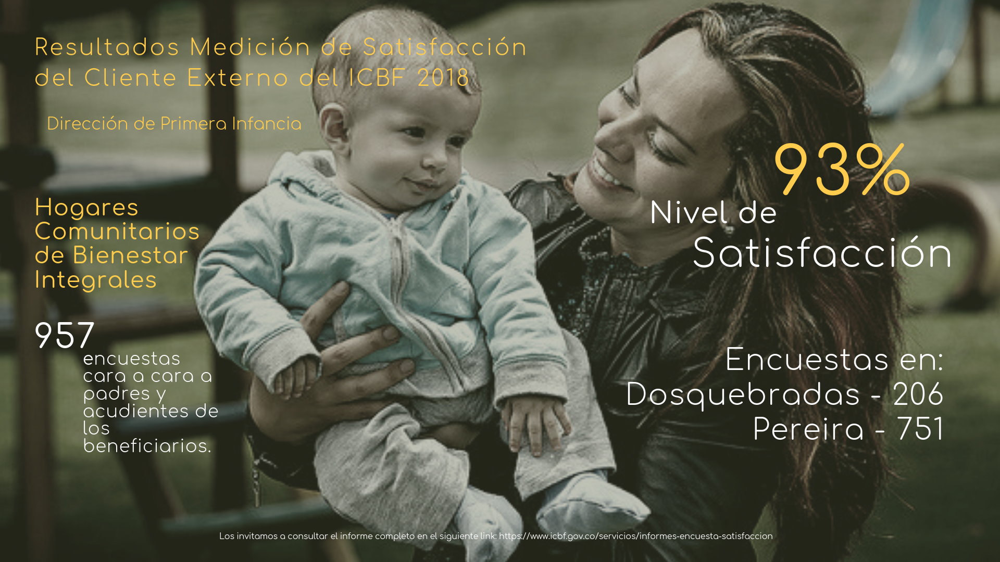 Resultados Medición de Satisfacción
del Cliente Externo del ICBF 2018
Dirección de Primera Infancia
Hogares
Comunitarios
de Bienestar
Integrales
957
encuestas
cara a cara a
padres y
acudientes de
los
beneficiarios.
93%
Nivel de
Satisfacción
Encuestas en:
Dosquebradas - 206
Pereira - 751
Los invitamos a consultar el informe completo en el siguiente link: https://www.icbf.gov.co/servicios/informes-encuesta-satisfaccion